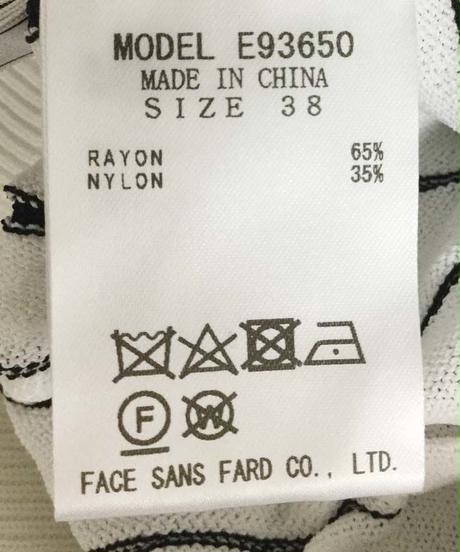 MODEL E93650
MADE IN CHINA
SIZE 38
RAYON 65%
NYLON 35%
F W
FACE SANS FARD CO., LTD.